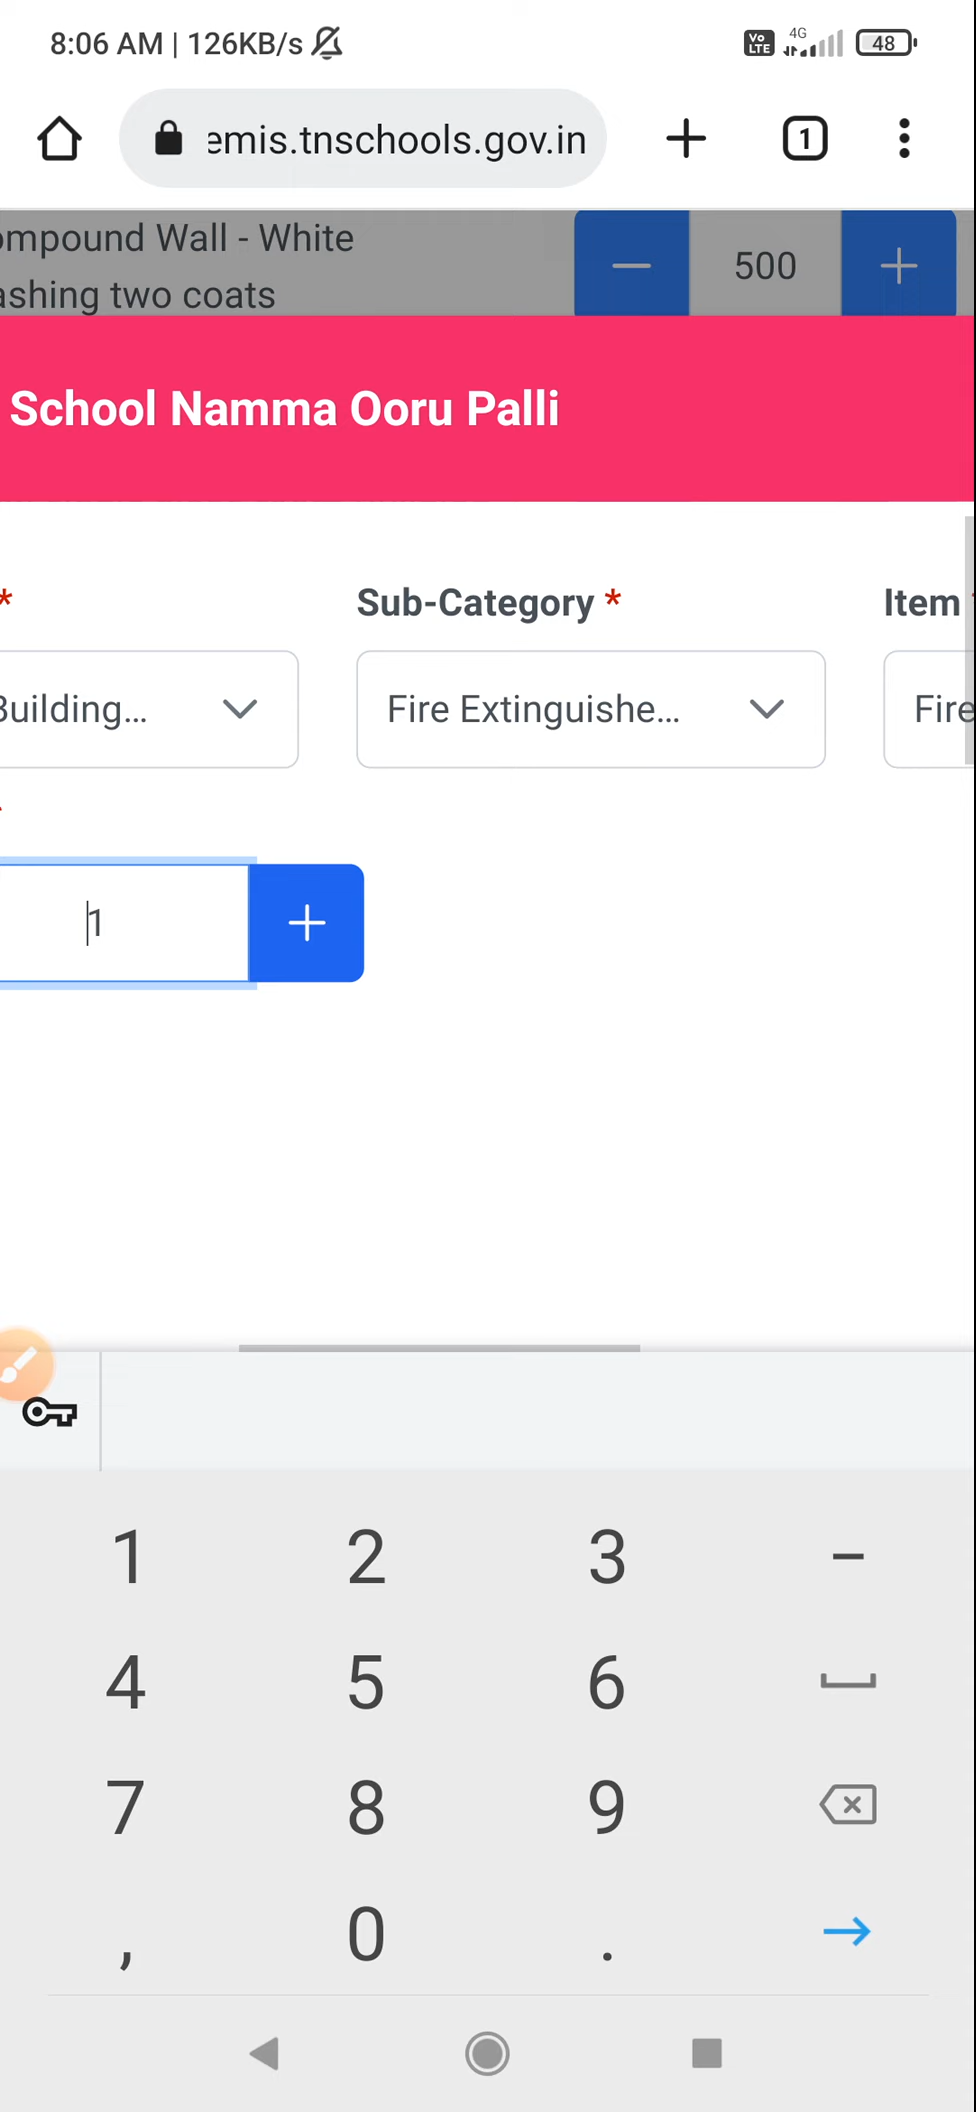 8:06 AM | 126KB/s
Vo LTE 4G 48
emis.tnschools.gov.in
1
ompound Wall - White
ashing two coats
— 500 +
School Namma Ooru Palli
* Sub-Category * Item
Building... Fire Extinguishe... Fire
1 +
1 2 3 –
4 5 6
7 8 9
, 0 .